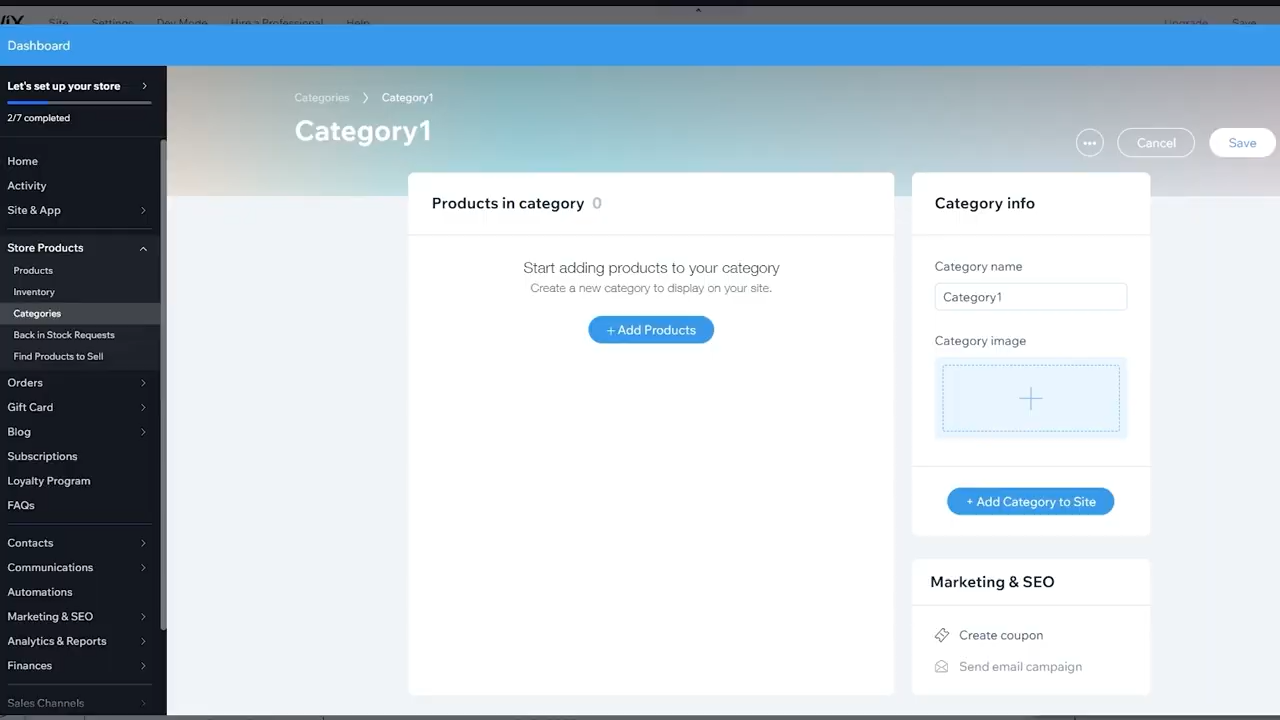 Site Settings Dev Mode Hire a Professional Help Upgrade Save
Dashboard
Let's set up your store
2/7 completed
Home
Activity
Site & App
Store Products
Products
Inventory
Categories
Back in Stock Requests
Find Products to Sell
Orders
Gift Card
Blog
Subscriptions
Loyalty Program
FAQs
Contacts
Communications
Automations
Marketing & SEO
Analytics & Reports
Finances
Sales Channels
Categories > Category1
Category1
Cancel
Save
Products in category 0
Start adding products to your category
Create a new category to display on your site.
+ Add Products
Category info
Category name
Category1
Category image
+ Add Category to Site
Marketing & SEO
Create coupon
Send email campaign